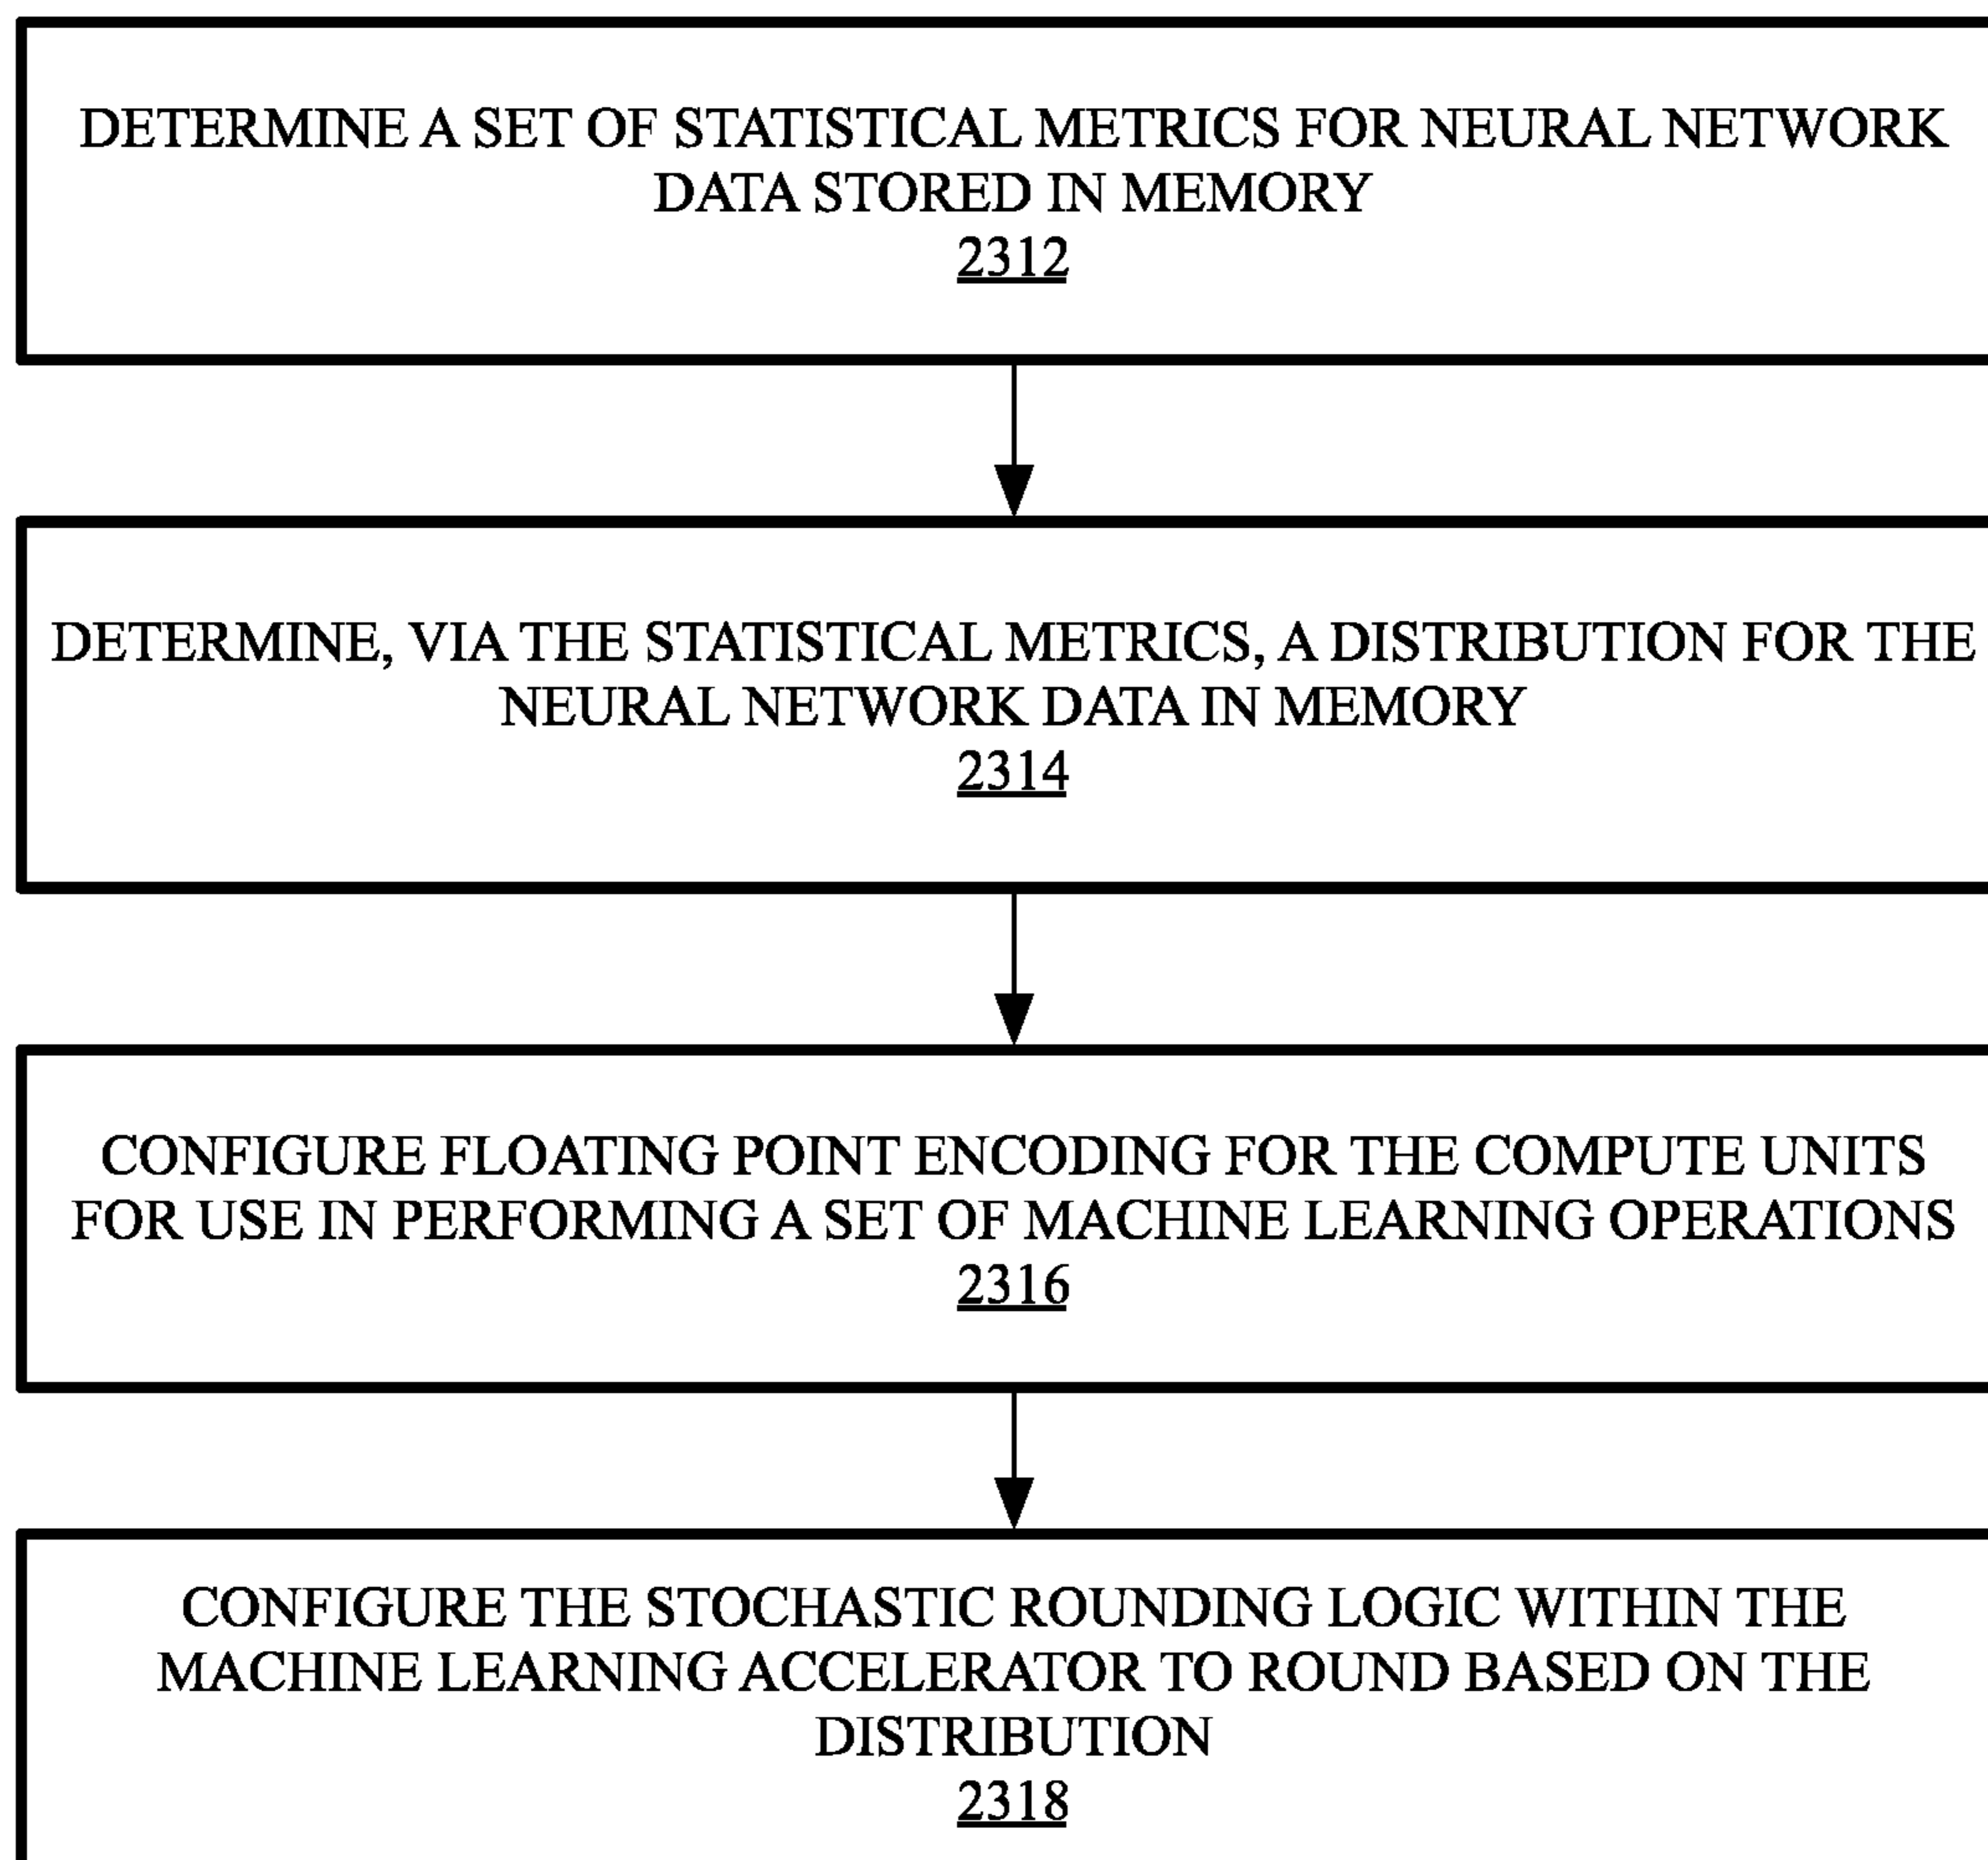 DETERMINE A SET OF STATISTICAL METRICS FOR NEURAL NETWORK
DATA STORED IN MEMORY
2312
DETERMINE, VIA THE STATISTICAL METRICS, A DISTRIBUTION FOR THE
NEURAL NETWORK DATA IN MEMORY
2314
CONFIGURE FLOATING POINT ENCODING FOR THE COMPUTE UNITS
FOR USE IN PERFORMING A SET OF MACHINE LEARNING OPERATIONS
2316
CONFIGURE THE STOCHASTIC ROUNDING LOGIC WITHIN THE
MACHINE LEARNING ACCELERATOR TO ROUND BASED ON THE
DISTRIBUTION
2318